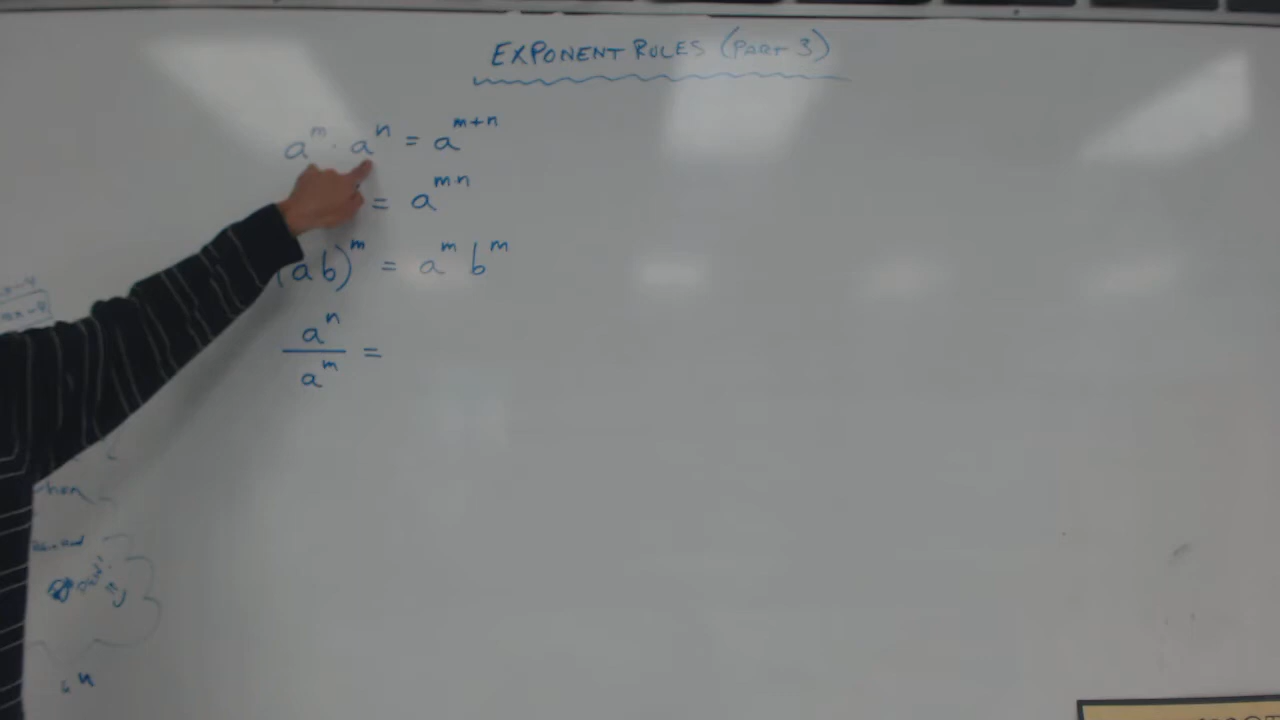 EXPONENT RULES (PART 3)
a^m · a^n = a^{m+n}
= a^{mn}
(ab)^m = a^m b^m
a^n / a^m =